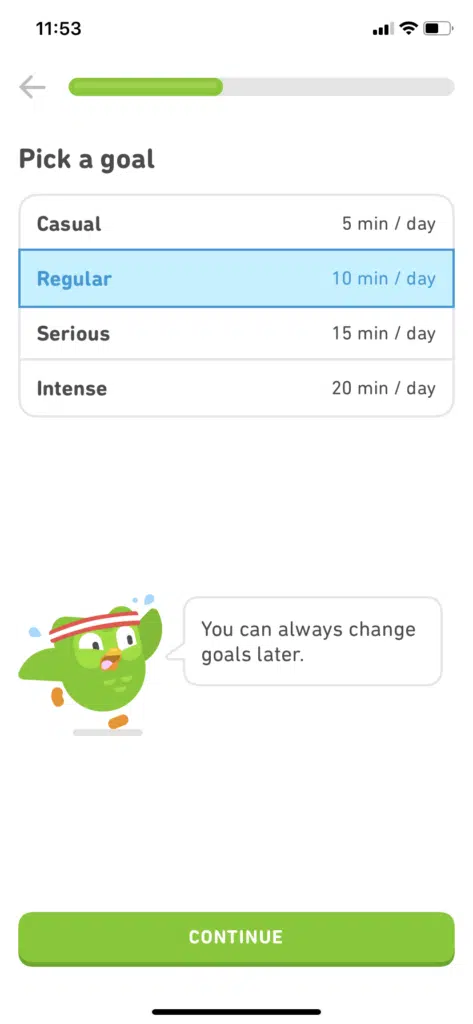 11:53
Pick a goal
Casual 5 min / day
Regular 10 min / day
Serious 15 min / day
Intense 20 min / day
You can always change
goals later.
CONTINUE